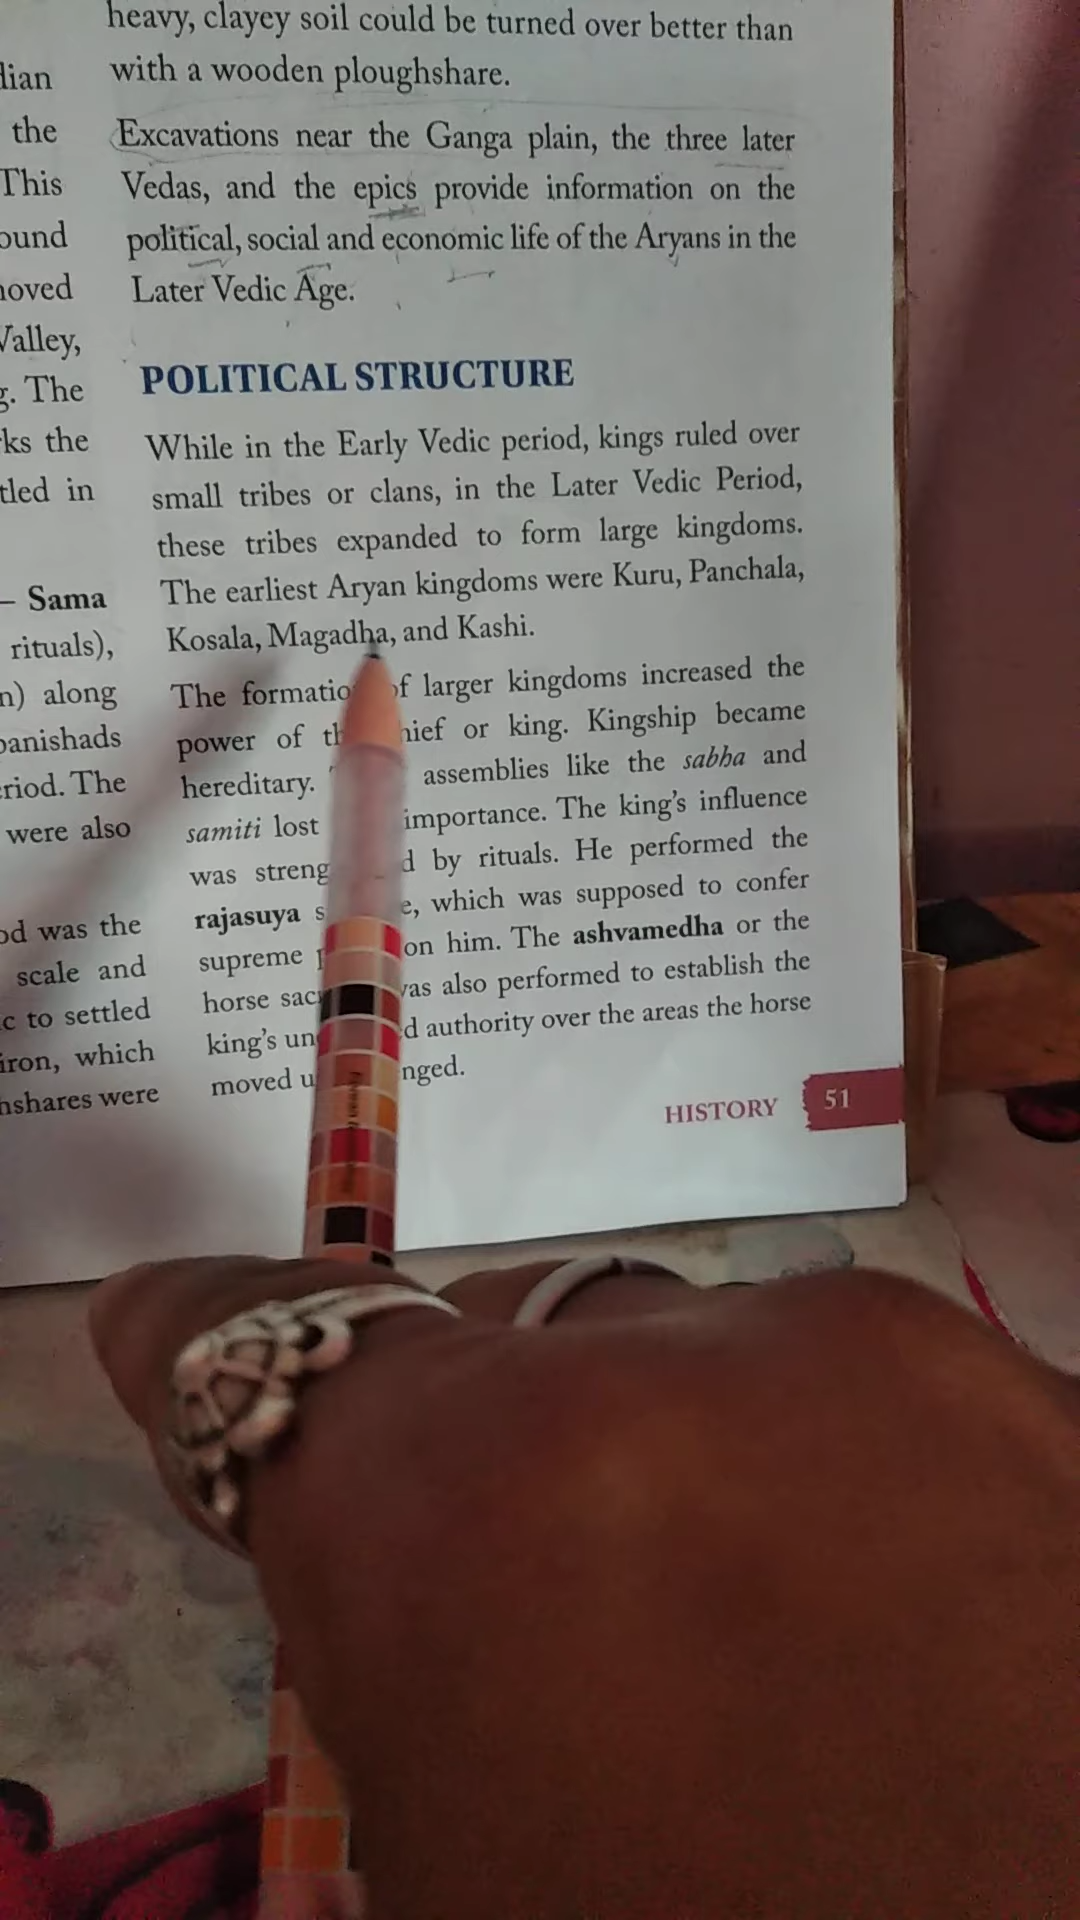 lian
the
This
ound
noved
Valley,
g. The
ks the
tled in
– Sama
rituals),
n) along
panishads
riod. The
were also
od was the
scale and
c to settled
iron, which
hshares were
heavy, clayey soil could be turned over better than
with a wooden ploughshare.
Excavations near the Ganga plain, the three later
Vedas, and the epics provide information on the
political, social and economic life of the Aryans in the
Later Vedic Age.
POLITICAL STRUCTURE
While in the Early Vedic period, kings ruled over
small tribes or clans, in the Later Vedic Period,
these tribes expanded to form large kingdoms.
The earliest Aryan kingdoms were Kuru, Panchala,
Kosala, Magadha, and Kashi.
The formatio of larger kingdoms increased the
power of th hief or king. Kingship became
hereditary. assemblies like the sabha and
samiti lost importance. The king's influence
was streng d by rituals. He performed the
rajasuya s e, which was supposed to confer
supreme on him. The ashvamedha or the
horse sac was also performed to establish the
king's un d authority over the areas the horse
moved u nged.
HISTORY 51